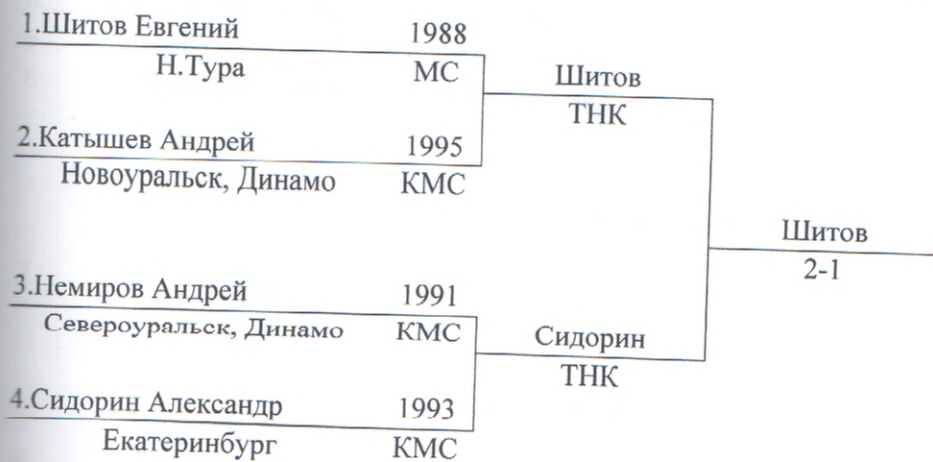 1.Шитов Евгений 1988
Н.Тура МС
Шитов
ТНК
2.Катышев Андрей 1995
Новоуральск, Динамо КМС
Шитов
2-1
3.Немиров Андрей 1991
Североуральск, Динамо КМС
Сидорин
ТНК
4.Сидорин Александр 1993
Екатеринбург КМС